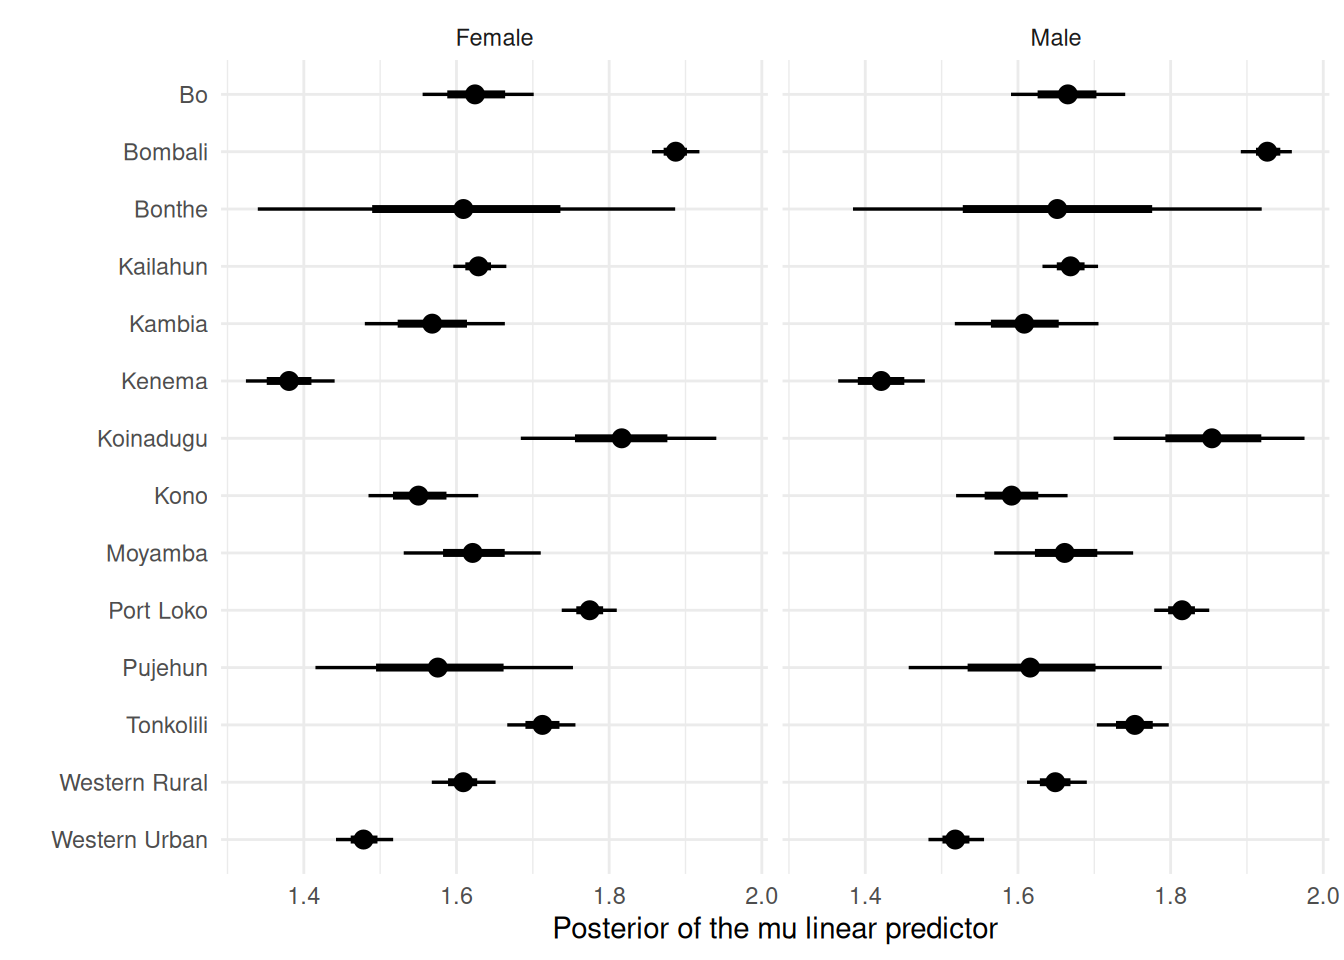 Female Male
Bo
Bombali
Bonthe
Kailahun
Kambia
Kenema
Koinadugu
Kono
Moyamba
Port Loko
Pujehun
Tonkolili
Western Rural
Western Urban
1.4 1.6 1.8 2.0 1.4 1.6 1.8 2.0
Posterior of the mu linear predictor